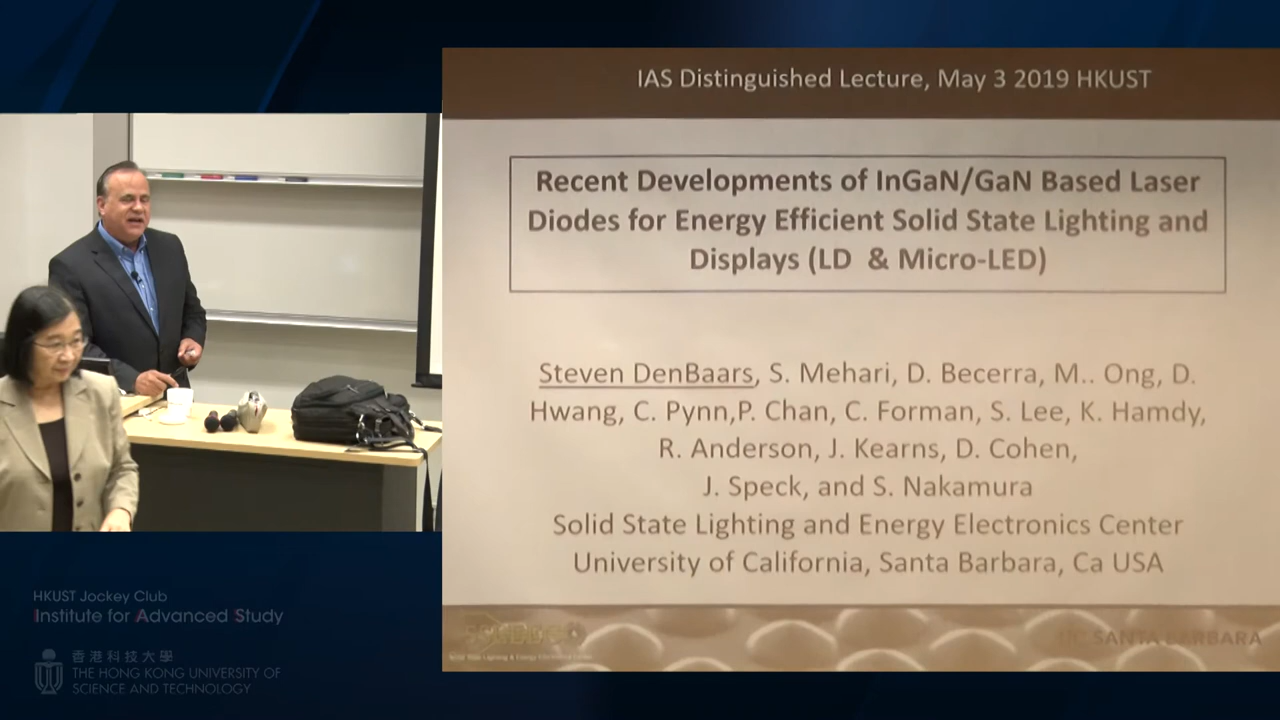 IAS Distinguished Lecture, May 3 2019 HKUST
Recent Developments of InGaN/GaN Based Laser
Diodes for Energy Efficient Solid State Lighting and
Displays (LD & Micro-LED)
Steven DenBaars, S. Mehari, D. Becerra, M.. Ong, D.
Hwang, C. Pynn,P. Chan, C. Forman, S. Lee, K. Hamdy,
R. Anderson, J. Kearns, D. Cohen,
J. Speck, and S. Nakamura
Solid State Lighting and Energy Electronics Center
University of California, Santa Barbara, Ca USA
SANTA BARBARA
HKUST Jockey Club
Institute for Advanced Study
香港科技大學
THE HONG KONG UNIVERSITY OF
SCIENCE AND TECHNOLOGY